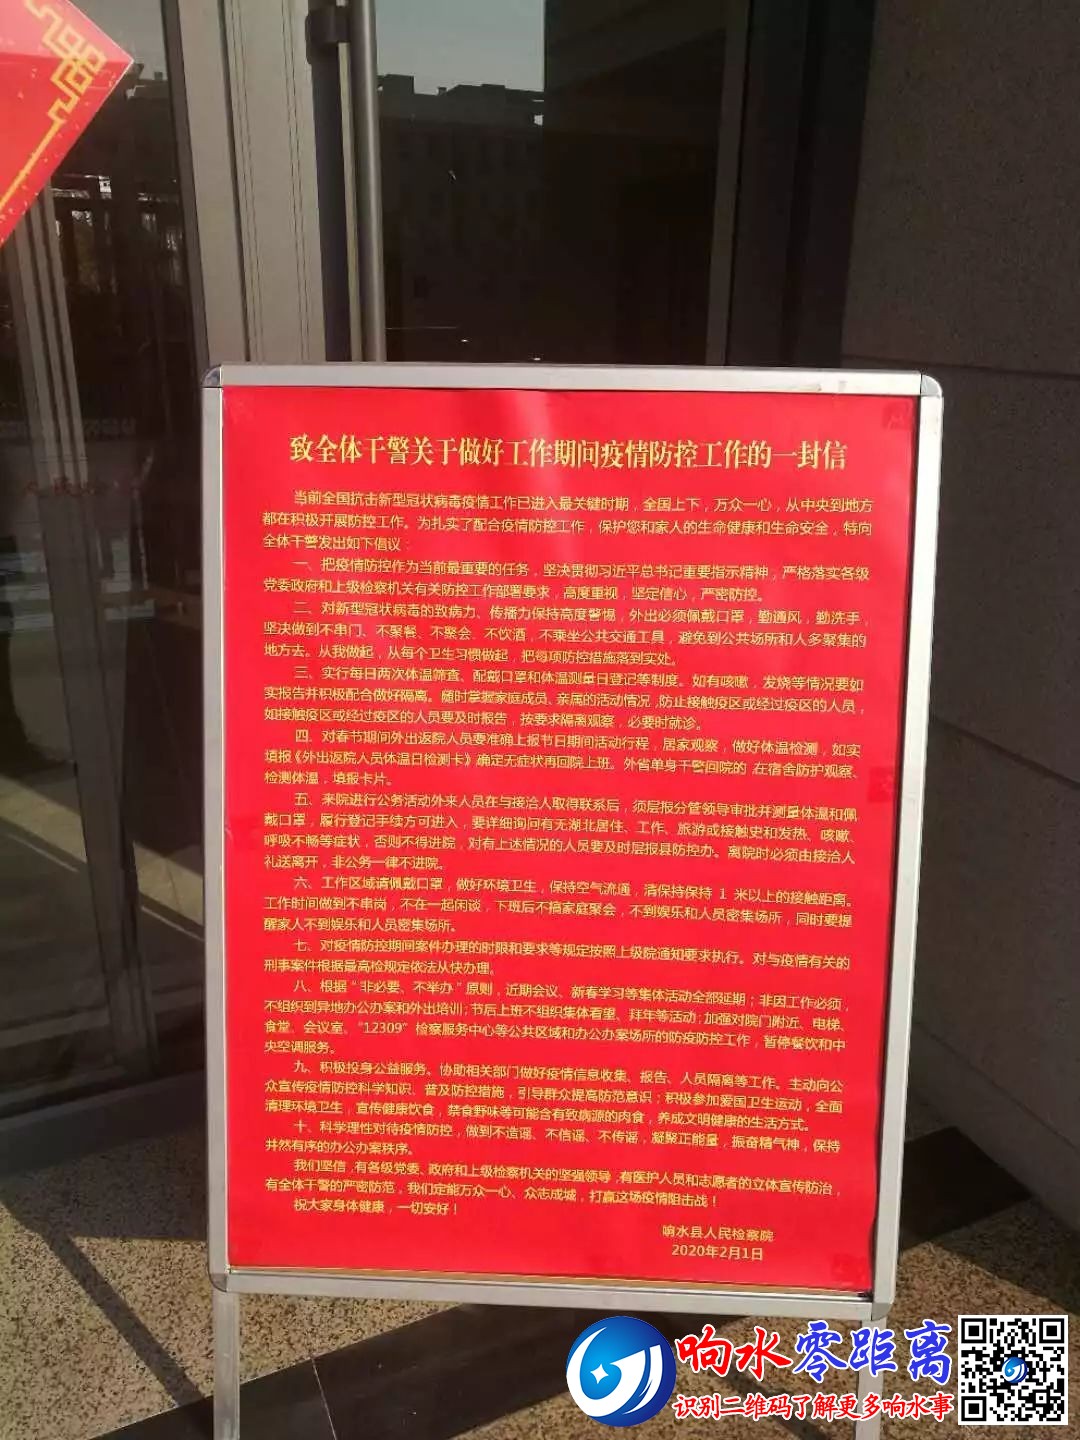 致全体干警关于做好工作期间疫情防控工作的一封信
当前全国抗击新型冠状病毒疫情工作已进入最关键时期，全国上下，万众一心，从中央到地方
都在积极开展防控工作。为扎实了配合疫情防控工作，保护您和家人的生命健康和生命安全，特向
全体干警发出如下倡议：
一、把疫情防控作为当前最重要的任务，坚决贯彻习近平总书记重要指示精神，严格落实各级
党委政府和上级检察机关有关防控工作部署要求，高度重视，坚定信心，严密防控。
二、对新型冠状病毒的致病力、传播力保持高度警惕，外出必须佩戴口罩，勤通风，勤洗手，
坚决做到不串门、不聚餐、不聚会、不饮酒，不乘坐公共交通工具，避免到公共场所和人多聚集的
地方去。从我做起，从每个卫生习惯做起，把每项防控措施落到实处。
三、实行每日两次体温筛查、配戴口罩和体温测量日登记等制度。如有咳嗽，发烧等情况要如
实报告并积极配合做好隔离。随时掌握家庭成员、亲属的活动情况，防止接触疫区或经过疫区的人员，
如接触疫区或经过疫区的人员要及时报告，按要求隔离观察，必要时就诊。
四、对春节期间外出返院人员要准确上报节日期间活动行程，居家观察，做好体温检测，如实
填报《外出返院人员体温日检测卡》确定无症状再回院上班。外省单身干警回院的，在宿舍防护观察、
检测体温，填报卡片。
五、来院进行公务活动外来人员在与接洽人取得联系后，须层报分管领导审批并测量体温和佩
戴口罩，履行登记手续方可进入，要详细询问有无湖北居住、工作、旅游或接触史和发热、咳嗽、
呼吸不畅等症状，否则不得进院，对有上述情况的人员要及时层报县防控办。离院时必须由接洽人
礼送离开，非公务一律不进院。
六、工作区域请佩戴口罩，做好环境卫生，保持空气流通，清保持保持 1 米以上的接触距离。
工作时间做到不串岗，不在一起闲谈，下班后不搞家庭聚会，不到娱乐和人员密集场所，同时要提
醒家人不到娱乐和人员密集场所。
七、对疫情防控期间案件办理的时限和要求等规定按照上级院通知要求执行。对与疫情有关的
刑事案件根据最高检规定依法从快办理。
八、根据“非必要、不举办”原则，近期会议、新春学习等集体活动全部延期；非因工作必须，
不组织到异地办公办案和外出培训；节后上班不组织集体看望、拜年等活动；加强对院门附近、电梯、
食堂、会议室、“12309”检察服务中心等公共区域和办公办案场所的防疫防控工作，暂停餐饮和中
央空调服务。
九、积极投身公益服务。协助相关部门做好疫情信息收集、报告、人员隔离等工作。主动向公
众宣传疫情防控科学知识、普及防控措施，引导群众提高防范意识；积极参加爱国卫生运动，全面
清理环境卫生，宣传健康饮食，禁食野味等可能含有致病源的肉食，养成文明健康的生活方式。
十、科学理性对待疫情防控，做到不造谣、不信谣、不传谣，凝聚正能量，振奋精气神，保持
井然有序的办公办案秩序。
我们坚信，有各级党委、政府和上级检察机关的坚强领导，有医护人员和志愿者的立体宣传防治，
有全体干警的严密防范，我们定能万众一心、众志成城，打赢这场疫情阻击战！
祝大家身体健康，一切安好！
响水县人民检察院
2020年2月1日
响水零距离
识别二维码了解更多响水事